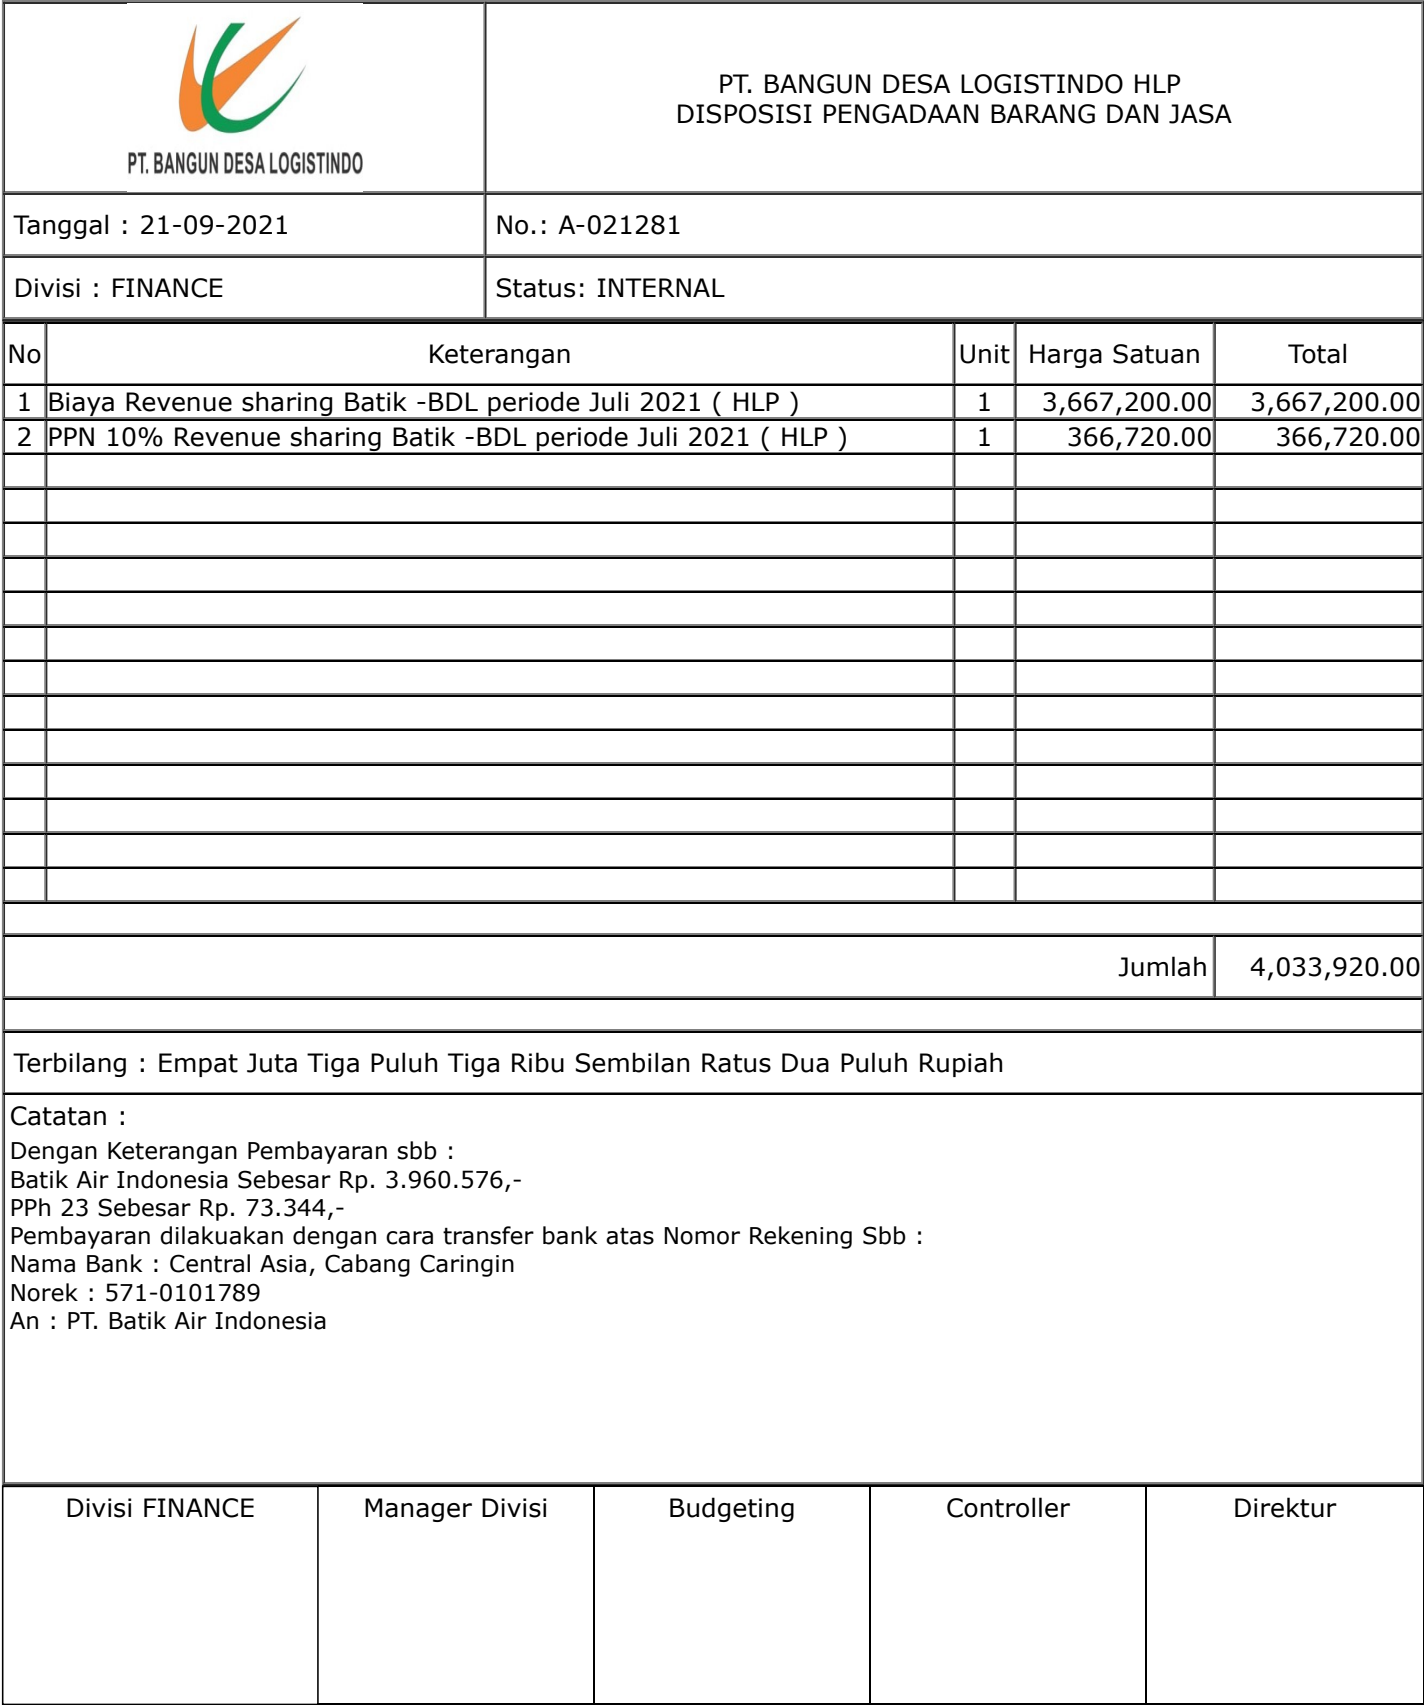 PT. BANGUN DESA LOGISTINDO
PT. BANGUN DESA LOGISTINDO HLP
DISPOSISI PENGADAAN BARANG DAN JASA
Tanggal : 21-09-2021 No.: A-021281
Divisi : FINANCE Status: INTERNAL
No Keterangan Unit Harga Satuan Total
1 Biaya Revenue sharing Batik -BDL periode Juli 2021 ( HLP ) 1 3,667,200.00 3,667,200.00
2 PPN 10% Revenue sharing Batik -BDL periode Juli 2021 ( HLP ) 1 366,720.00 366,720.00
Jumlah 4,033,920.00
Terbilang : Empat Juta Tiga Puluh Tiga Ribu Sembilan Ratus Dua Puluh Rupiah
Catatan :
Dengan Keterangan Pembayaran sbb :
Batik Air Indonesia Sebesar Rp. 3.960.576,-
PPh 23 Sebesar Rp. 73.344,-
Pembayaran dilakuakan dengan cara transfer bank atas Nomor Rekening Sbb :
Nama Bank : Central Asia, Cabang Caringin
Norek : 571-0101789
An : PT. Batik Air Indonesia
Divisi FINANCE Manager Divisi Budgeting Controller Direktur